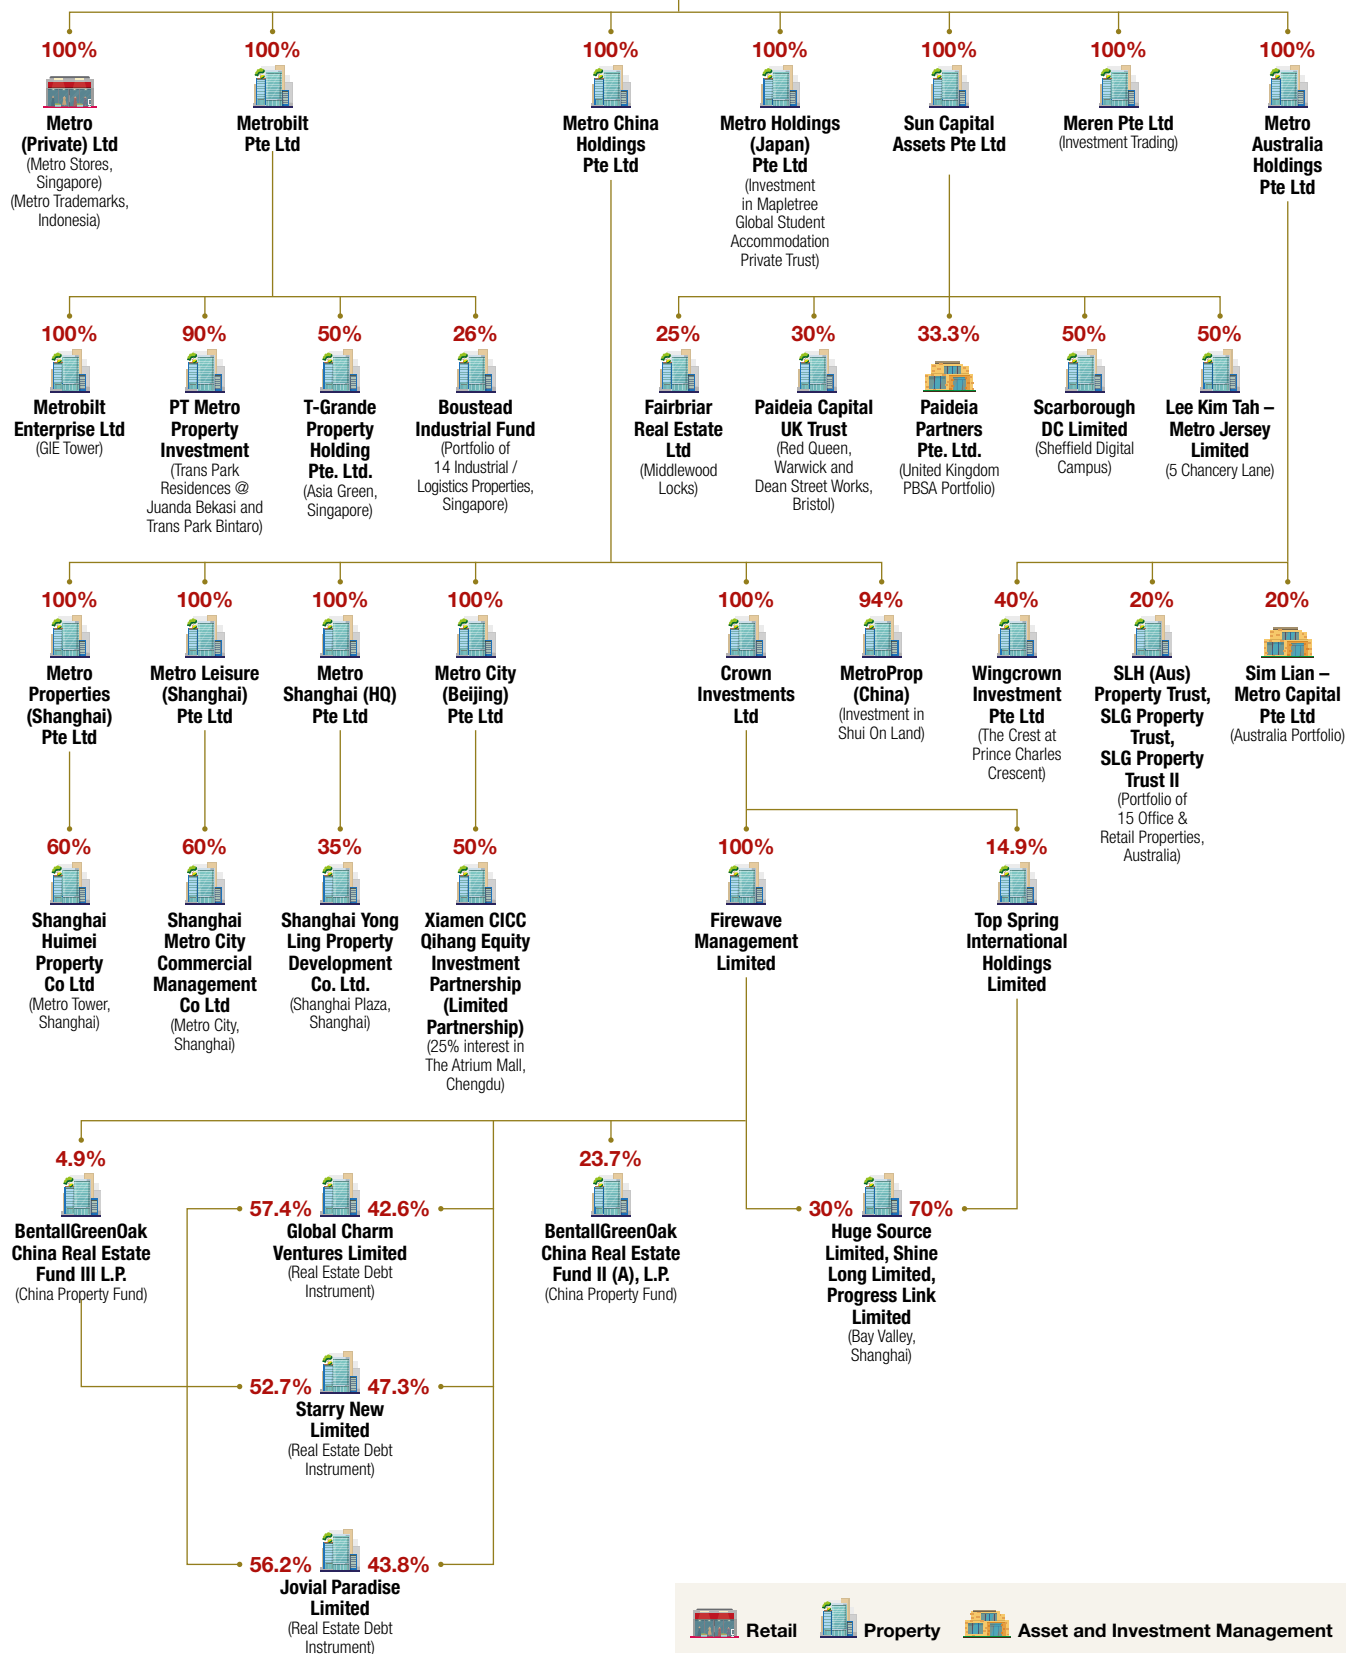 100%
Metro
(Private) Ltd
(Metro Stores,
Singapore)
(Metro Trademarks,
Indonesia)
100%
Metrobilt
Pte Ltd
100%
Metro China
Holdings
Pte Ltd
100%
Metro Holdings
(Japan)
Pte Ltd
(Investment
in Mapletree
Global Student
Accommodation
Private Trust)
100%
Sun Capital
Assets Pte Ltd
100%
Meren Pte Ltd
(Investment Trading)
100%
Metro
Australia
Holdings
Pte Ltd
100%
Metrobilt
Enterprise Ltd
(GIE Tower)
90%
PT Metro
Property
Investment
(Trans Park
Residences @
Juanda Bekasi and
Trans Park Bintaro)
50%
T-Grande
Property
Holding
Pte. Ltd.
(Asia Green,
Singapore)
26%
Boustead
Industrial Fund
(Portfolio of
14 Industrial /
Logistics Properties,
Singapore)
25%
Fairbriar
Real Estate
Ltd
(Middlewood
Locks)
30%
Paideia Capital
UK Trust
(Red Queen,
Warwick and
Dean Street Works,
Bristol)
33.3%
Paideia
Partners
Pte. Ltd.
(United Kingdom
PBSA Portfolio)
50%
Scarborough
DC Limited
(Sheffield Digital
Campus)
50%
Lee Kim Tah –
Metro Jersey
Limited
(5 Chancery Lane)
100%
Metro
Properties
(Shanghai)
Pte Ltd
100%
Metro Leisure
(Shanghai)
Pte Ltd
100%
Metro
Shanghai (HQ)
Pte Ltd
100%
Metro City
(Beijing)
Pte Ltd
100%
Crown
Investments
Ltd
94%
MetroProp
(China)
(Investment in
Shui On Land)
40%
Wingcrown
Investment
Pte Ltd
(The Crest at
Prince Charles
Crescent)
20%
SLH (Aus)
Property Trust,
SLG Property
Trust,
SLG Property
Trust II
(Portfolio of
15 Office &
Retail Properties,
Australia)
20%
Sim Lian –
Metro Capital
Pte Ltd
(Australia Portfolio)
60%
Shanghai
Huimei
Property
Co Ltd
(Metro Tower,
Shanghai)
60%
Shanghai
Metro City
Commercial
Management
Co Ltd
(Metro City,
Shanghai)
35%
Shanghai Yong
Ling Property
Development
Co. Ltd.
(Shanghai Plaza,
Shanghai)
50%
Xiamen CICC
Qihang Equity
Investment
Partnership
(Limited
Partnership)
(25% interest in
The Atrium Mall,
Chengdu)
100%
Firewave
Management
Limited
14.9%
Top Spring
International
Holdings
Limited
4.9%
BentallGreenOak
China Real Estate
Fund III L.P.
(China Property Fund)
57.4% 42.6%
Global Charm
Ventures Limited
(Real Estate Debt
Instrument)
23.7%
BentallGreenOak
China Real Estate
Fund II (A), L.P.
(China Property Fund)
30% 70%
Huge Source
Limited, Shine
Long Limited,
Progress Link
Limited
(Bay Valley,
Shanghai)
52.7% 47.3%
Starry New
Limited
(Real Estate Debt
Instrument)
56.2% 43.8%
Jovial Paradise
Limited
(Real Estate Debt
Instrument)
Retail Property Asset and Investment Management